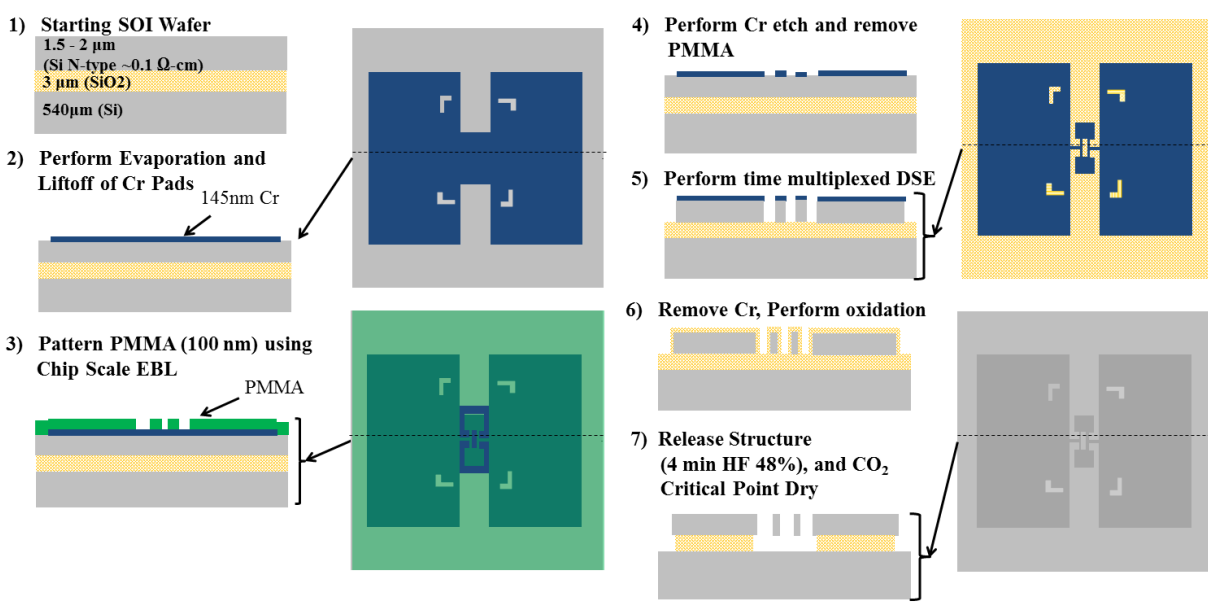 1) Starting SOI Wafer
1.5 - 2 μm
(Si N-type ~0.1 Ω-cm)
3 μm (SiO2)
540μm (Si)
2) Perform Evaporation and
Liftoff of Cr Pads
145nm Cr
3) Pattern PMMA (100 nm) using
Chip Scale EBL
PMMA
4) Perform Cr etch and remove
PMMA
5) Perform time multiplexed DSE
6) Remove Cr, Perform oxidation
7) Release Structure
(4 min HF 48%), and CO₂
Critical Point Dry